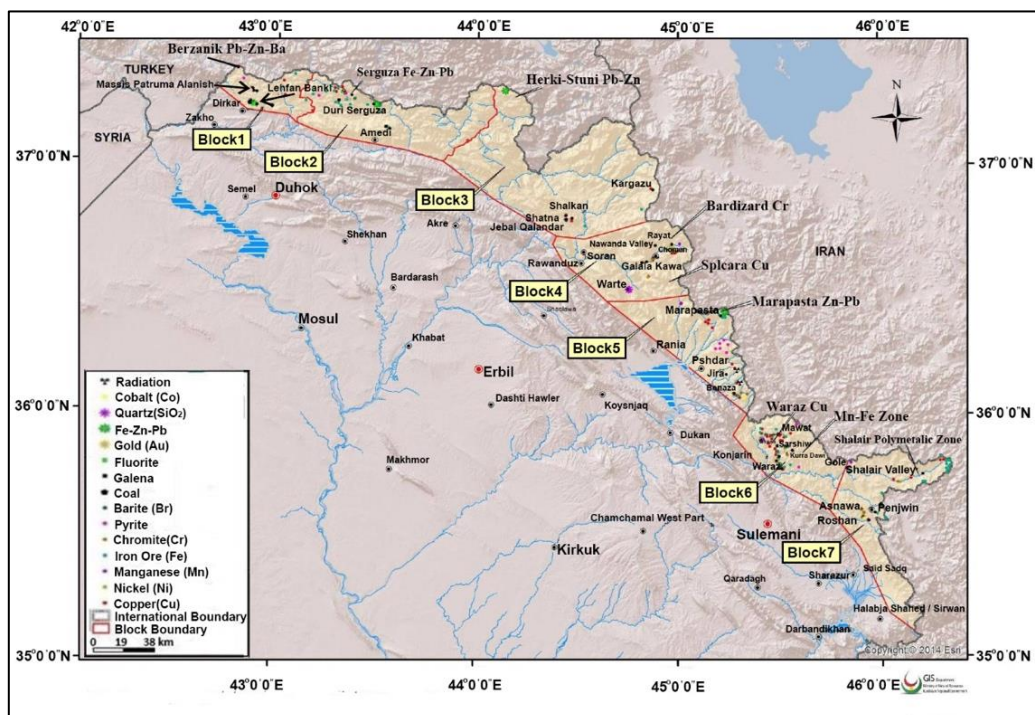 42°0'0"E
43°0'0"E
44°0'0"E
45°0'0"E
46°0'0"E
Berzanik Pb-Zn-Ba
TURKEY
Serguza Fe-Zn-Pb
Massis Patruma Alanish
Lehfan Banki
Herki-Stuni Pb-Zn
N
Dirkar
Duri Serguza
Zakho
Amedi
SYRIA
Block1
Block2
37°0'0"N
37°0'0"N
Semel
Duhok
Block3
Kargazu
Bardizard Cr
Shalkan
Shatna
Akre
Jebal Qalandar
Rayat
Nawanda Valley
Choman
IRAN
Shekhan
Soran
Rawanduz
Galala Kawa
Splcara Cu
Bardarash
Block4
Warte
Marapasta Zn-Pb
Marapasta
Mosul
Block5
Khabat
Rania
Pshdar
Jira
Erbil
Banaza
Dashti Hawler
Koysnjaq
36°0'0"N
36°0'0"N
Waraz Cu
Mn-Fe Zone
Dukan
Mawat
Sarshiw
Shalair Polymetalic Zone
Konjarin
Kurra Dawi
Gole
Makhmor
Waraz
Shalair Valley
Block6
Asnawa
Penjwin
Roshan
Chamchamal West Part
Sulemani
Kirkuk
Block7
Said Sadq
Qaradagh
Sharazur
Halabja Shahed / Sirwan
Darbandikhan
35°0'0"N
35°0'0"N
Copyright © 2014 Esri
Radiation
Cobalt (Co)
Quartz(SiO₂)
Fe-Zn-Pb
Gold (Au)
Fluorite
Galena
Coal
Barite (Br)
Pyrite
Chromite(Cr)
Iron Ore (Fe)
Manganese (Mn)
Nickel (Ni)
Copper(Cu)
International Boundary
Block Boundary
0 19 38 km
GIS Department
43°0'0"E
44°0'0"E
45°0'0"E
46°0'0"E